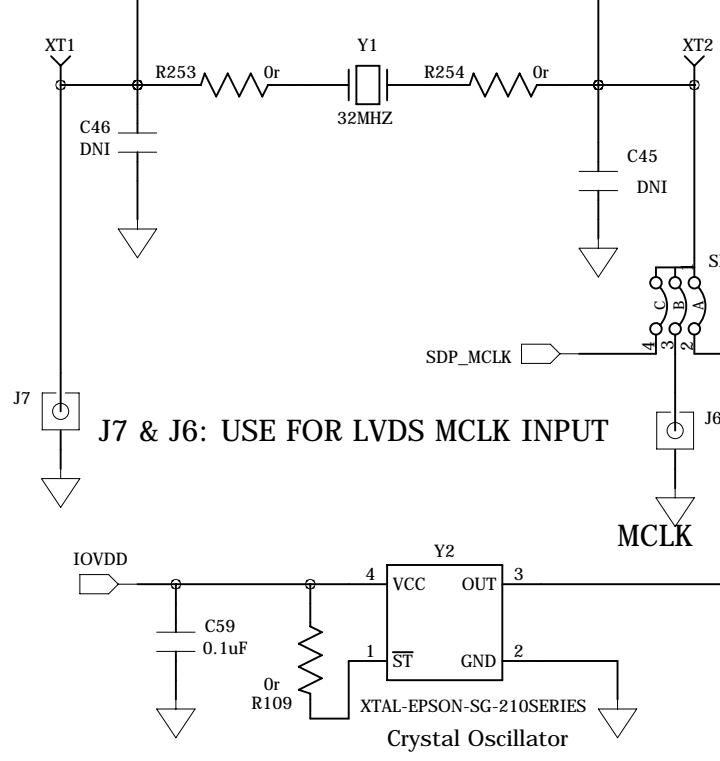 XT1
Y1
XT2
R253
0r
R254
0r
32MHZ
C46
DNI
C45
DNI
1
C
B
A
4
3
2
SDP_MCLK
J7
J6
J7 & J6: USE FOR LVDS MCLK INPUT
MCLK
IOVDD
Y2
4
VCC
OUT
3
C59
0.1uF
1
ST
GND
2
0r
R109
XTAL-EPSON-SG-210SERIES
Crystal Oscillator